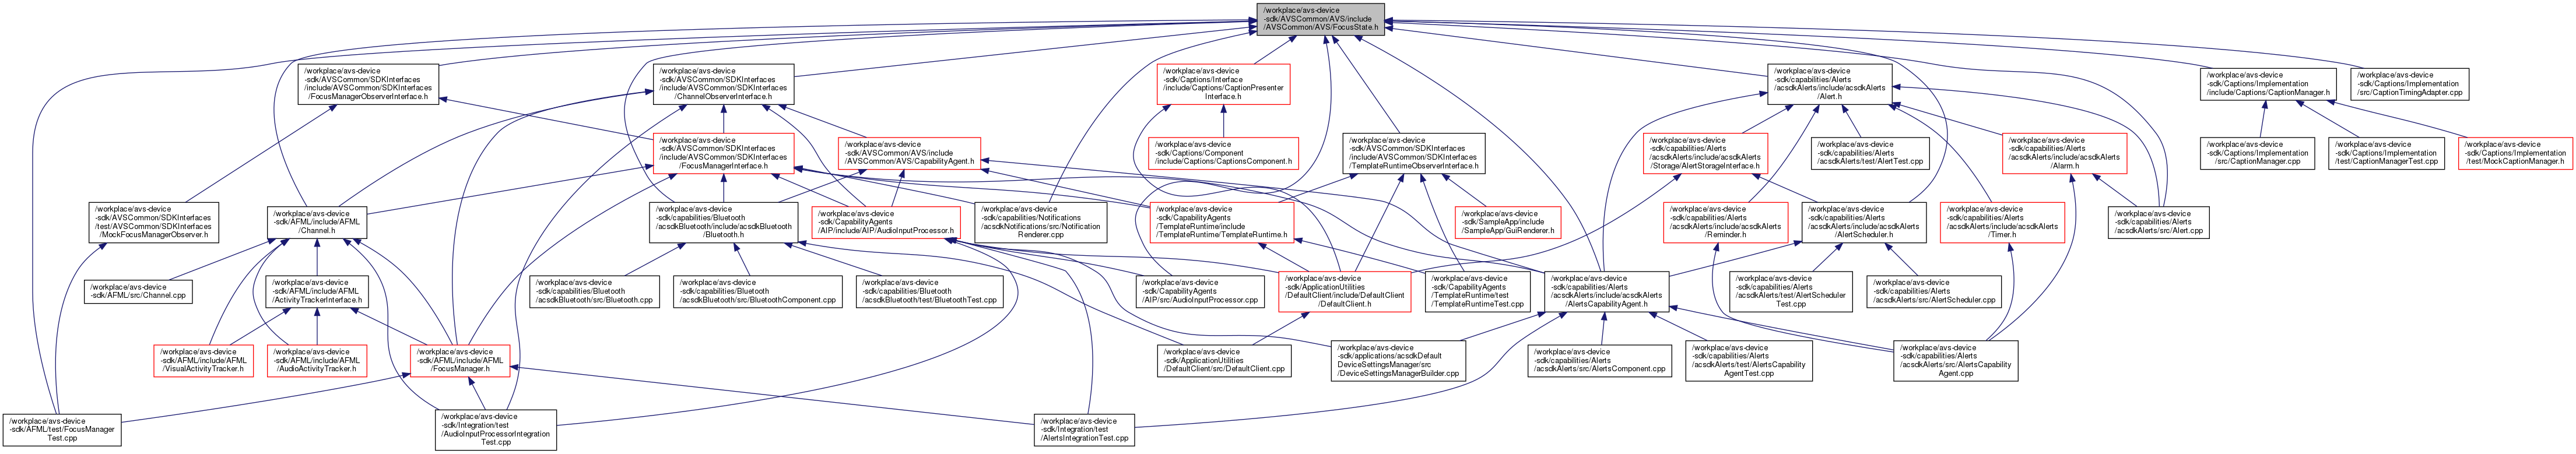 /workplace/avs-device
-sdk/AVSCommon/AVS/include
/AVSCommon/AVS/FocusState.h
/workplace/avs-device
-sdk/AVSCommon/SDKInterfaces
/include/AVSCommon/SDKInterfaces
/FocusManagerObserverInterface.h
/workplace/avs-device
-sdk/AVSCommon/SDKInterfaces
/include/AVSCommon/SDKInterfaces
/ChannelObserverInterface.h
/workplace/avs-device
-sdk/Captions/Interface
/include/Captions/CaptionPresenter
Interface.h
/workplace/avs-device
-sdk/capabilities/Alerts
/acsdkAlerts/include/acsdkAlerts
/Alert.h
/workplace/avs-device
-sdk/Captions/Implementation
/include/Captions/CaptionManager.h
/workplace/avs-device
-sdk/Captions/Implementation
/src/CaptionTimingAdapter.cpp
/workplace/avs-device
-sdk/AVSCommon/SDKInterfaces
/include/AVSCommon/SDKInterfaces
/FocusManagerInterface.h
/workplace/avs-device
-sdk/AVSCommon/AVS/include
/AVSCommon/AVS/CapabilityAgent.h
/workplace/avs-device
-sdk/Captions/Component
/include/Captions/CaptionsComponent.h
/workplace/avs-device
-sdk/AVSCommon/SDKInterfaces
/include/AVSCommon/SDKInterfaces
/TemplateRuntimeObserverInterface.h
/workplace/avs-device
-sdk/capabilities/Alerts
/acsdkAlerts/include/acsdkAlerts
/Storage/AlertStorageInterface.h
/workplace/avs-device
-sdk/capabilities/Alerts
/acsdkAlerts/test/AlertTest.cpp
/workplace/avs-device
-sdk/capabilities/Alerts
/acsdkAlerts/include/acsdkAlerts
/Alarm.h
/workplace/avs-device
-sdk/Captions/Implementation
/src/CaptionManager.cpp
/workplace/avs-device
-sdk/Captions/Implementation
/test/CaptionManagerTest.cpp
/workplace/avs-device
-sdk/Captions/Implementation
/test/MockCaptionManager.h
/workplace/avs-device
-sdk/AVSCommon/SDKInterfaces
/test/AVSCommon/SDKInterfaces
/MockFocusManagerObserver.h
/workplace/avs-device
-sdk/AFML/include/AFML
/Channel.h
/workplace/avs-device
-sdk/capabilities/Bluetooth
/acsdkBluetooth/include/acsdkBluetooth
/Bluetooth.h
/workplace/avs-device
-sdk/CapabilityAgents
/AIP/include/AIP/AudioInputProcessor.h
/workplace/avs-device
-sdk/capabilities/Notifications
/acsdkNotifications/src/Notification
Renderer.cpp
/workplace/avs-device
-sdk/CapabilityAgents
/TemplateRuntime/include
/TemplateRuntime/TemplateRuntime.h
/workplace/avs-device
-sdk/SampleApp/include
/SampleApp/GuiRenderer.h
/workplace/avs-device
-sdk/capabilities/Alerts
/acsdkAlerts/include/acsdkAlerts
/Reminder.h
/workplace/avs-device
-sdk/capabilities/Alerts
/acsdkAlerts/include/acsdkAlerts
/AlertScheduler.h
/workplace/avs-device
-sdk/capabilities/Alerts
/acsdkAlerts/include/acsdkAlerts
/Timer.h
/workplace/avs-device
-sdk/capabilities/Alerts
/acsdkAlerts/src/Alert.cpp
/workplace/avs-device
-sdk/AFML/src/Channel.cpp
/workplace/avs-device
-sdk/AFML/include/AFML
/ActivityTrackerInterface.h
/workplace/avs-device
-sdk/capabilities/Bluetooth
/acsdkBluetooth/src/Bluetooth.cpp
/workplace/avs-device
-sdk/capabilities/Bluetooth
/acsdkBluetooth/src/BluetoothComponent.cpp
/workplace/avs-device
-sdk/capabilities/Bluetooth
/acsdkBluetooth/test/BluetoothTest.cpp
/workplace/avs-device
-sdk/CapabilityAgents
/AIP/src/AudioInputProcessor.cpp
/workplace/avs-device
-sdk/ApplicationUtilities
/DefaultClient/include/DefaultClient
/DefaultClient.h
/workplace/avs-device
-sdk/CapabilityAgents
/TemplateRuntime/test
/TemplateRuntimeTest.cpp
/workplace/avs-device
-sdk/capabilities/Alerts
/acsdkAlerts/include/acsdkAlerts
/AlertsCapabilityAgent.h
/workplace/avs-device
-sdk/capabilities/Alerts
/acsdkAlerts/test/AlertScheduler
Test.cpp
/workplace/avs-device
-sdk/capabilities/Alerts
/acsdkAlerts/src/AlertScheduler.cpp
/workplace/avs-device
-sdk/AFML/include/AFML
/VisualActivityTracker.h
/workplace/avs-device
-sdk/AFML/include/AFML
/AudioActivityTracker.h
/workplace/avs-device
-sdk/AFML/include/AFML
/FocusManager.h
/workplace/avs-device
-sdk/ApplicationUtilities
/DefaultClient/src/DefaultClient.cpp
/workplace/avs-device
-sdk/applications/acsdkDefault
DeviceSettingsManager/src
/DeviceSettingsManagerBuilder.cpp
/workplace/avs-device
-sdk/capabilities/Alerts
/acsdkAlerts/src/AlertsComponent.cpp
/workplace/avs-device
-sdk/capabilities/Alerts
/acsdkAlerts/test/AlertsCapability
AgentTest.cpp
/workplace/avs-device
-sdk/capabilities/Alerts
/acsdkAlerts/src/AlertsCapability
Agent.cpp
/workplace/avs-device
-sdk/AFML/test/FocusManager
Test.cpp
/workplace/avs-device
-sdk/Integration/test
/AudioInputProcessorIntegration
Test.cpp
/workplace/avs-device
-sdk/Integration/test
/AlertsIntegrationTest.cpp